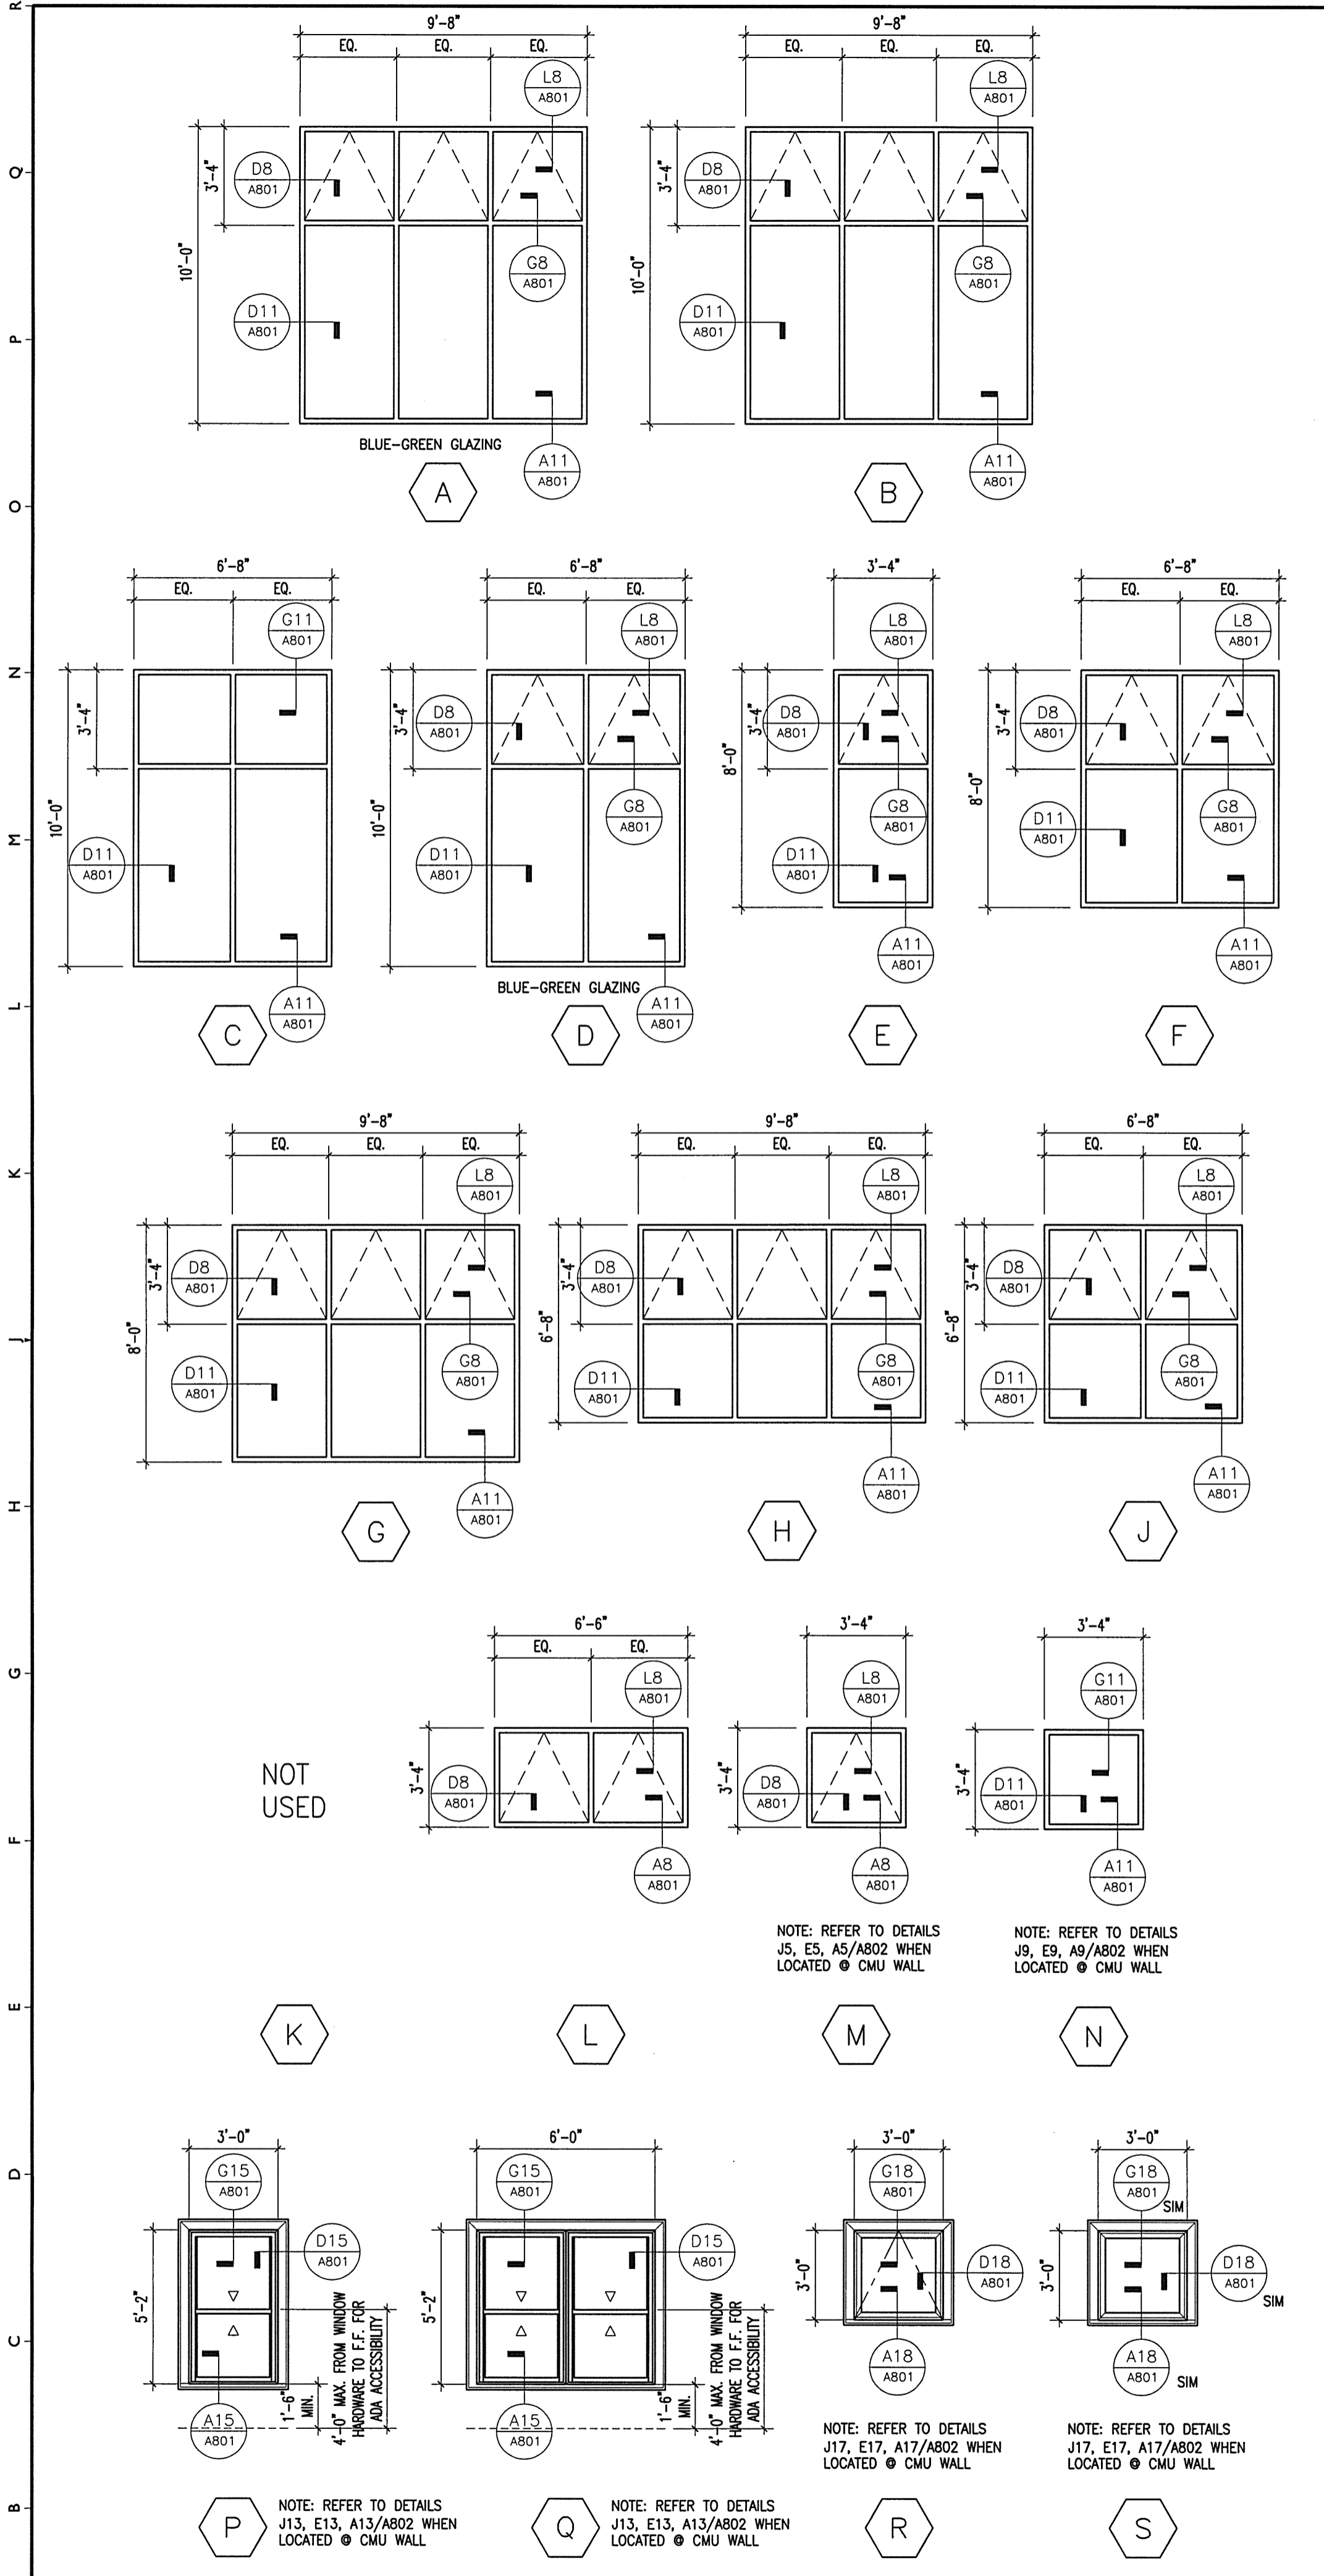 R
9'-8"
EQ.
EQ.
L8
A801
10'-0"
3'-4"
D8
A801
G8
A801
D11
A801
A11
A801
BLUE-GREEN GLAZING
A
9'-8"
EQ.
EQ.
L8
A801
10'-0"
3'-4"
D8
A801
G8
A801
D11
A801
A11
A801
B
Q
P
O
6'-8"
EQ.
EQ.
G11
A801
10'-0"
3'-4"
D11
A801
A11
A801
C
6'-8"
EQ.
EQ.
L8
A801
10'-0"
3'-4"
D8
A801
G8
A801
D11
A801
BLUE-GREEN GLAZING
A11
A801
D
3'-4"
L8
A801
8'-0"
3'-4"
D8
A801
G8
A801
D11
A801
A11
A801
E
6'-8"
EQ.
EQ.
L8
A801
8'-0"
3'-4"
D8
A801
G8
A801
D11
A801
A11
A801
F
N
M
L
9'-8"
EQ.
EQ.
EQ.
L8
A801
8'-0"
3'-4"
D8
A801
G8
A801
D11
A801
A11
A801
G
9'-8"
EQ.
EQ.
EQ.
L8
A801
6'-8"
3'-4"
D8
A801
G8
A801
D11
A801
A11
A801
H
6'-8"
EQ.
EQ.
L8
A801
6'-8"
3'-4"
D8
A801
G8
A801
D11
A801
A11
A801
J
K
J
H
NOT
USED
K
6'-6"
EQ.
EQ.
L8
A801
3'-4"
D8
A801
A8
A801
L
3'-4"
L8
A801
3'-4"
D8
A801
A8
A801
NOTE: REFER TO DETAILS
J5, E5, A5/A802 WHEN
LOCATED @ CMU WALL
M
3'-4"
G11
A801
3'-4"
D11
A801
A11
A801
NOTE: REFER TO DETAILS
J9, E9, A9/A802 WHEN
LOCATED @ CMU WALL
N
G
F
E
3'-0"
G15
A801
D15
A801
5'-2"
A15
A801
1'-6"
MIN.
4'-0" MAX. FROM WINDOW
HARDWARE TO F.F. FOR
ADA ACCESSIBILITY
P
NOTE: REFER TO DETAILS
J13, E13, A13/A802 WHEN
LOCATED @ CMU WALL
6'-0"
G15
A801
D15
A801
5'-2"
A15
A801
1'-6"
MIN.
4'-0" MAX. FROM WINDOW
HARDWARE TO F.F. FOR
ADA ACCESSIBILITY
Q
NOTE: REFER TO DETAILS
J13, E13, A13/A802 WHEN
LOCATED @ CMU WALL
3'-0"
G18
A801
3'-0"
D18
A801
A18
A801
NOTE: REFER TO DETAILS
J17, E17, A17/A802 WHEN
LOCATED @ CMU WALL
R
3'-0"
G18
A801
SIM
3'-0"
D18
A801
SIM
A18
A801
SIM
NOTE: REFER TO DETAILS
J17, E17, A17/A802 WHEN
LOCATED @ CMU WALL
S
D
C
B